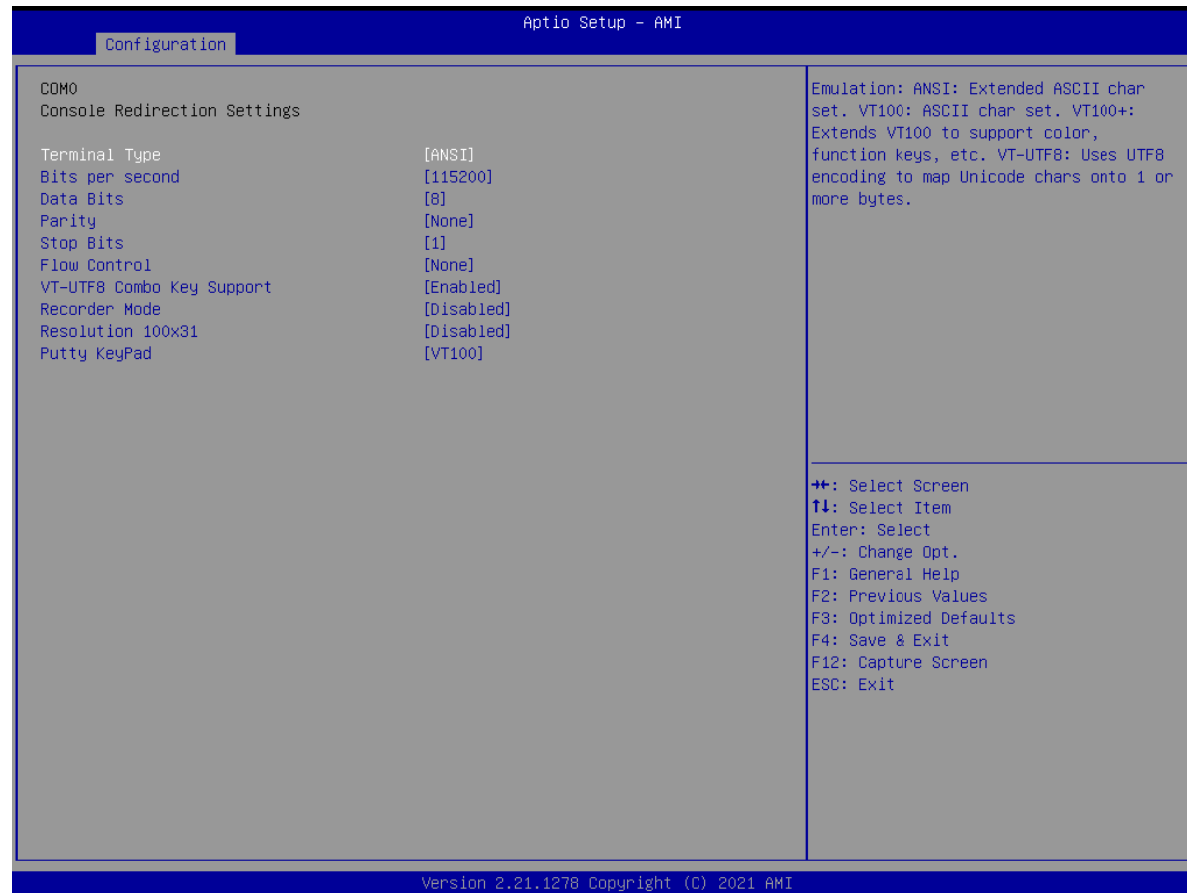 Aptio Setup - AMI
Configuration
COM0
Console Redirection Settings
Terminal Type [ANSI]
Bits per second [115200]
Data Bits [8]
Parity [None]
Stop Bits [1]
Flow Control [None]
VT-UTF8 Combo Key Support [Enabled]
Recorder Mode [Disabled]
Resolution 100x31 [Disabled]
Putty KeyPad [VT100]
Emulation: ANSI: Extended ASCII char
set. VT100: ASCII char set. VT100+:
Extends VT100 to support color,
function keys, etc. VT-UTF8: Uses UTF8
encoding to map Unicode chars onto 1 or
more bytes.
→←: Select Screen
↑↓: Select Item
Enter: Select
+/-: Change Opt.
F1: General Help
F2: Previous Values
F3: Optimized Defaults
F4: Save & Exit
F12: Capture Screen
ESC: Exit
Version 2.21.1278 Copyright (C) 2021 AMI